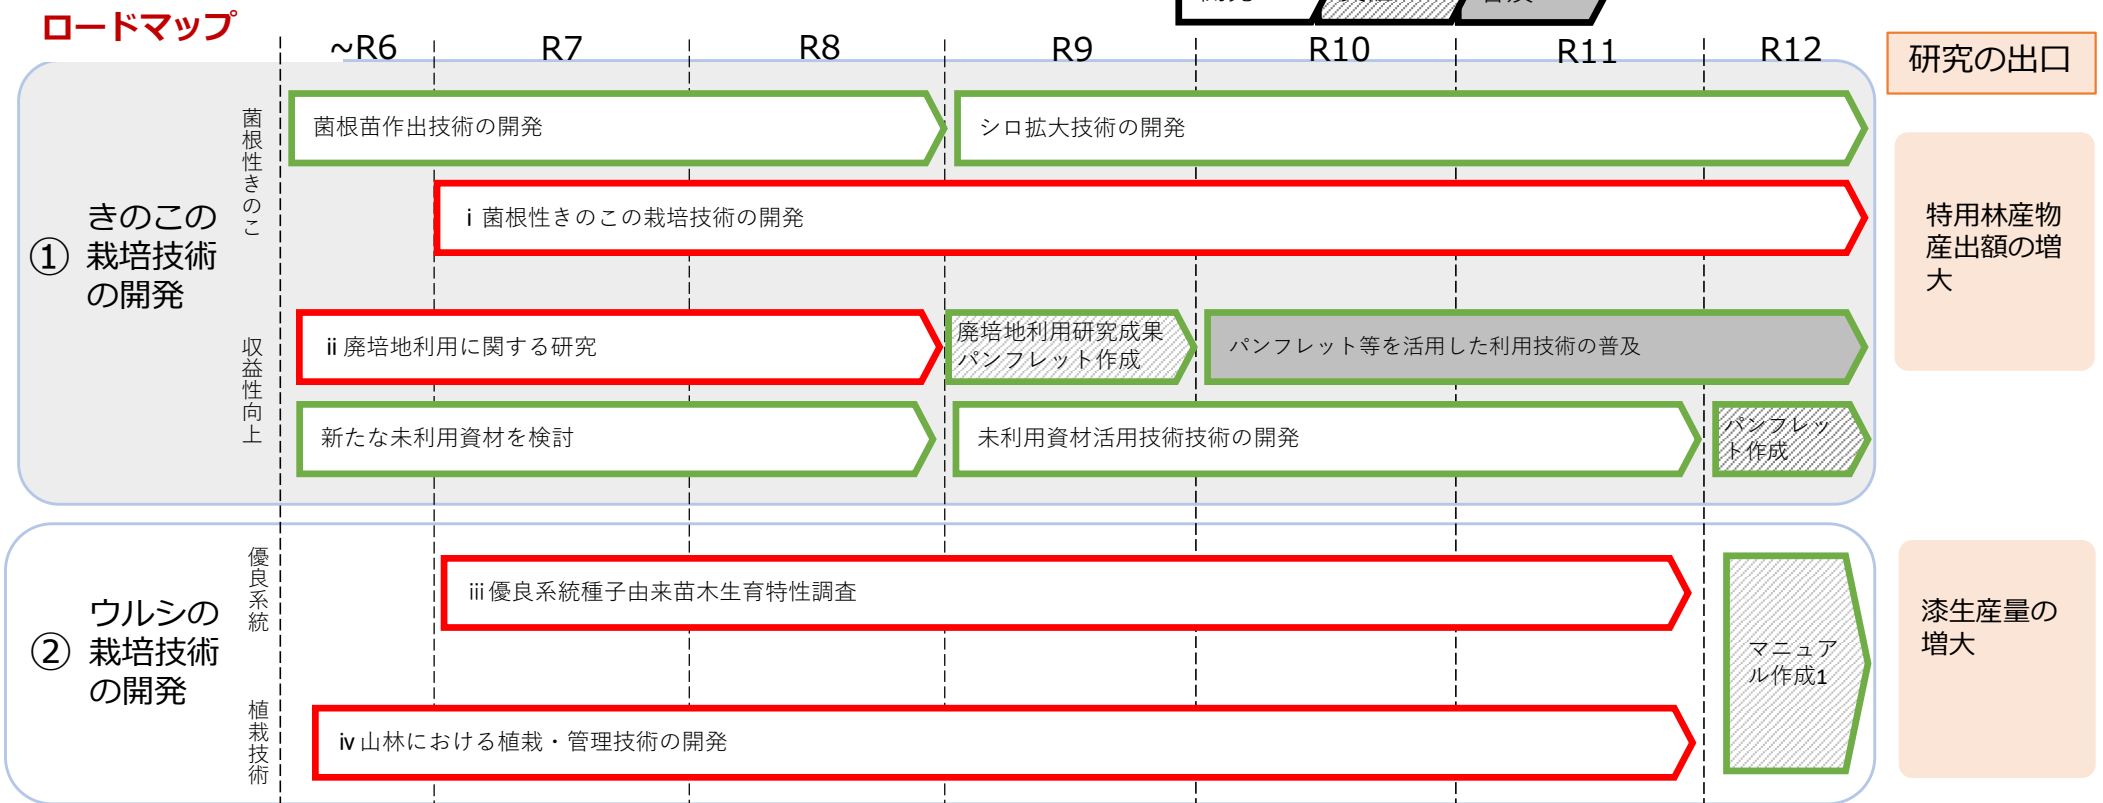 ロードマップ
~R6
R7
R8
R9
R10
R11
R12
研究の出口
①
きのこの
栽培技術
の開発
菌根性きのこ
菌根苗作出技術の開発
シロ拡大技術の開発
ⅰ 菌根性きのこの栽培技術の開発
収益性向上
ⅱ 廃培地利用に関する研究
廃培地利用研究成果
パンフレット作成
パンフレット等を活用した利用技術の普及
新たな未利用資材を検討
未利用資材活用技術技術の開発
パンフレッ
ト作成
特用林産物
産出額の増
大
②
ウルシの
栽培技術
の開発
優良系統
ⅲ 優良系統種子由来苗木生育特性調査
植栽技術
ⅳ 山林における植栽・管理技術の開発
マニュア
ル作成1
漆生産量の
増大